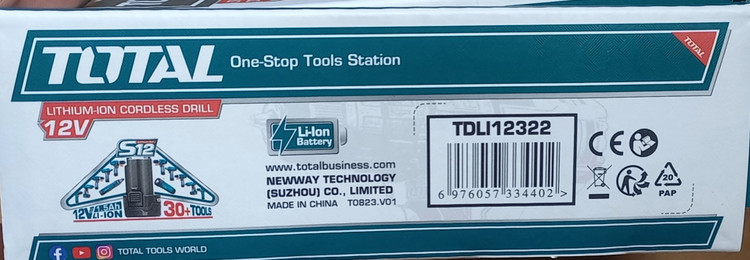 TOTAL One-Stop Tools Station
TOTAL
LITHIUM-ION CORDLESS DRILL
12V
S12
12V 1.5Ah
LI-ION
30+TOOLS
Li-Ion
Battery
www.totalbusiness.com
NEWWAY TECHNOLOGY
(SUZHOU) CO., LIMITED
MADE IN CHINA T0823.V01
TDLI12322
6 976057 334402 >
CE
20
PAP
TOTAL TOOLS WORLD